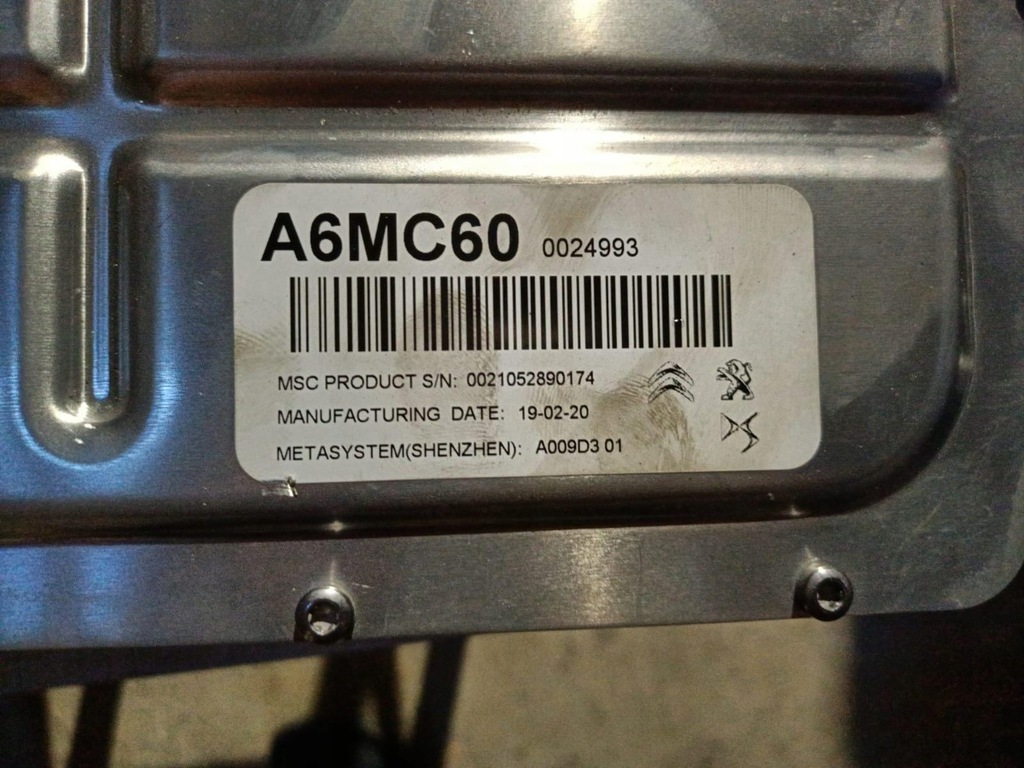 A6MC60 0024993
MSC PRODUCT S/N: 0021052890174
MANUFACTURING DATE: 19-02-20
METASYSTEM(SHENZHEN): A009D3 01